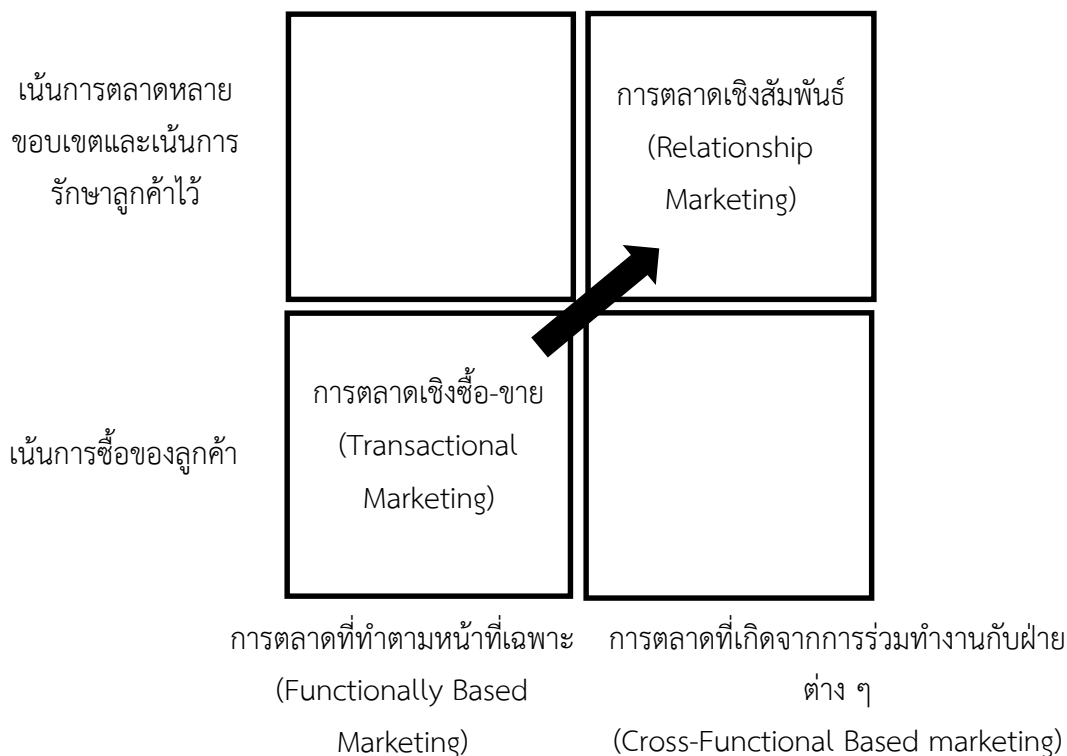 เน้นการตลาดหลาย
ขอบเขตและเน้นการ
รักษาลูกค้าไว้
การตลาดเชิงสัมพันธ์
(Relationship
Marketing)
เน้นการซื้อของลูกค้า
การตลาดเชิงซื้อ-ขาย
(Transactional
Marketing)
การตลาดที่ทำตามหน้าที่เฉพาะ
(Functionally Based
Marketing)
การตลาดที่เกิดจากการร่วมทำงานกับฝ่าย
ต่าง ๆ
(Cross-Functional Based marketing)